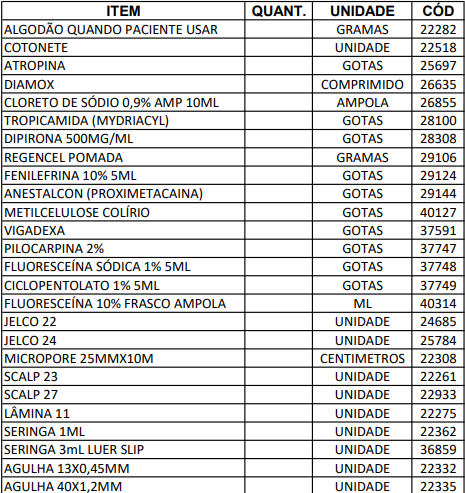 ITEM QUANT. UNIDADE CÓD
ALGODÃO QUANDO PACIENTE USAR GRAMAS 22282
COTONETE UNIDADE 22518
ATROPINA GOTAS 25697
DIAMOX COMPRIMIDO 26635
CLORETO DE SÓDIO 0,9% AMP 10ML AMPOLA 26855
TROPICAMIDA (MYDRIACYL) GOTAS 28100
DIPIRONA 500MG/ML GOTAS 28308
REGENCEL POMADA GRAMAS 29106
FENILEFRINA 10% 5ML GOTAS 29124
ANESTALCON (PROXIMETACAINA) GOTAS 29144
METILCELULOSE COLÍRIO GOTAS 40127
VIGADEXA GOTAS 37591
PILOCARPINA 2% GOTAS 37747
FLUORESCEÍNA SÓDICA 1% 5ML GOTAS 37748
CICLOPENTOLATO 1% 5ML GOTAS 37749
FLUORESCEÍNA 10% FRASCO AMPOLA ML 40314
JELCO 22 UNIDADE 24685
JELCO 24 UNIDADE 25784
MICROPORE 25MMX10M CENTIMETROS 22308
SCALP 23 UNIDADE 22261
SCALP 27 UNIDADE 22933
LÂMINA 11 UNIDADE 22275
SERINGA 1ML UNIDADE 22362
SERINGA 3mL LUER SLIP UNIDADE 36859
AGULHA 13X0,45MM UNIDADE 22332
AGULHA 40X1,2MM UNIDADE 22335